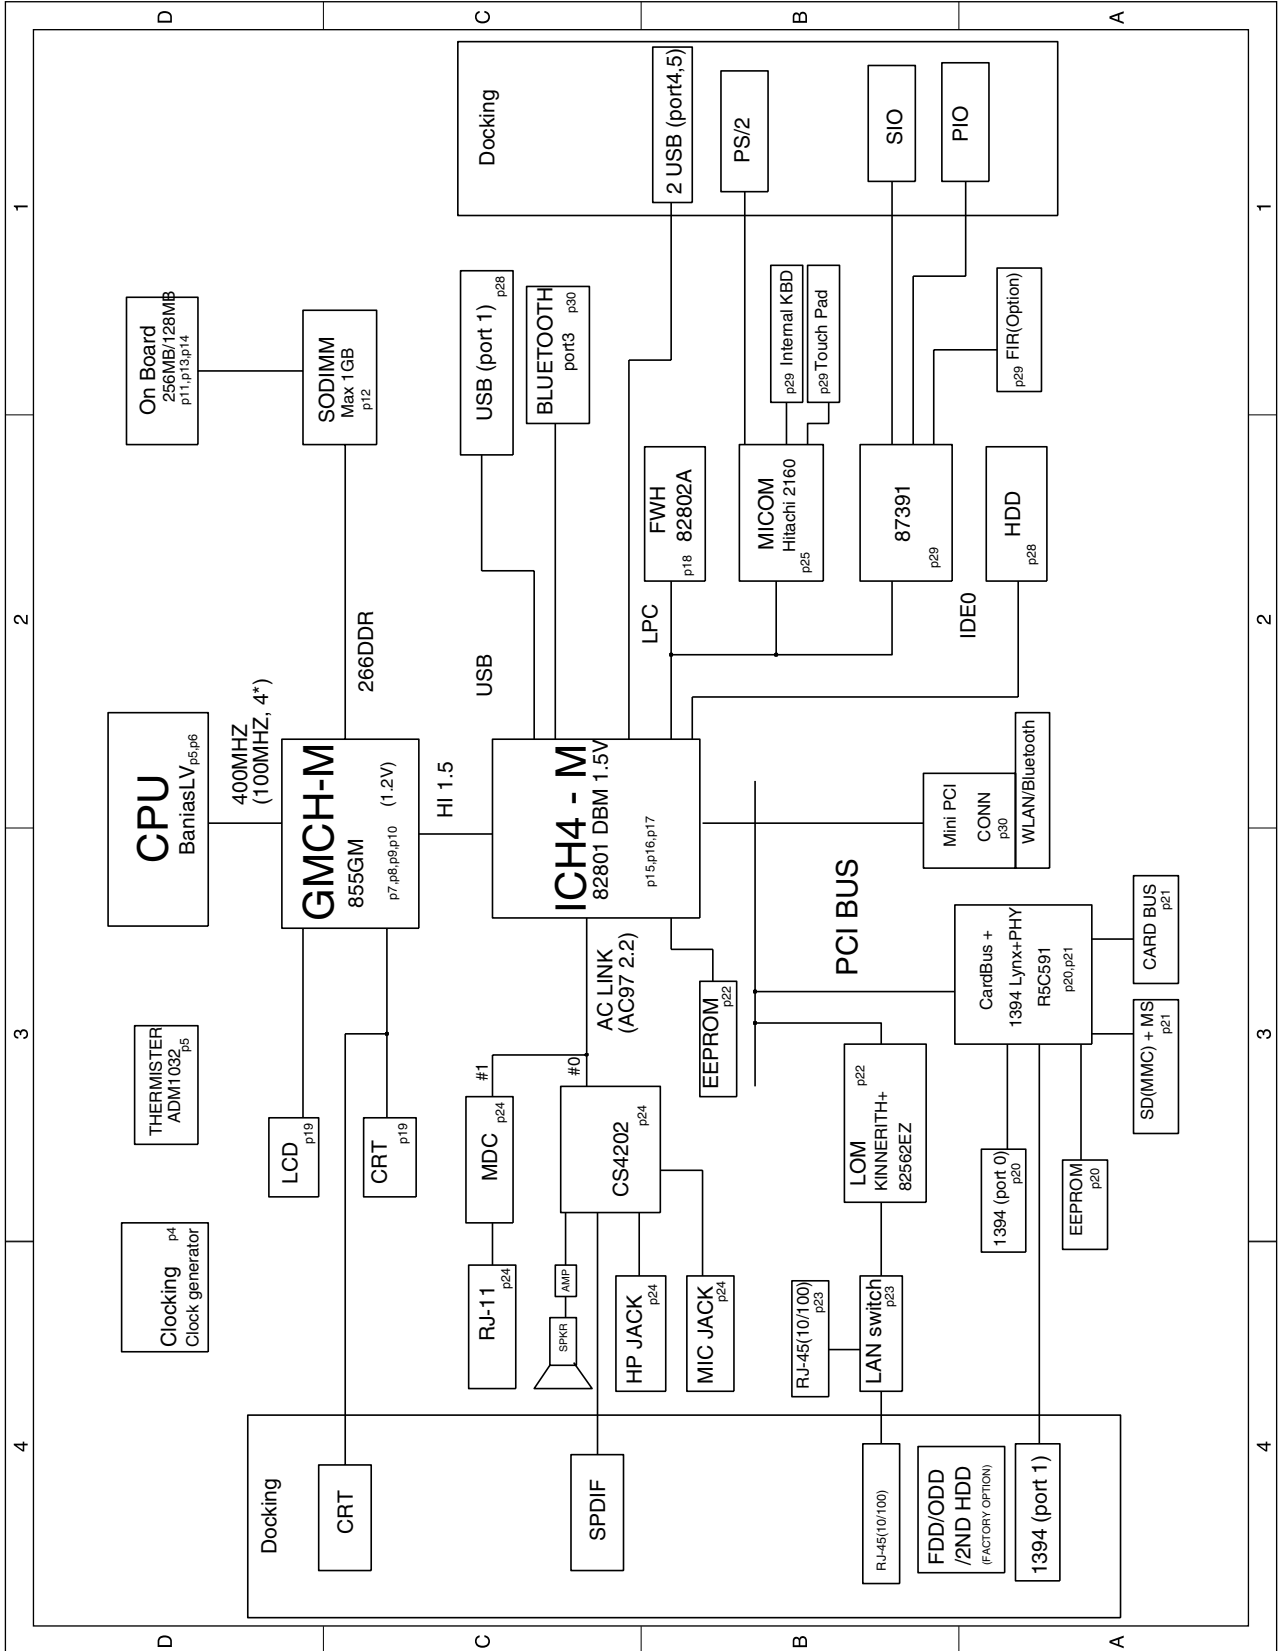 4
3
2
1
D
D
C
C
B
B
A
A
4
3
2
1
Clocking
p4
Clock generator
THERMISTER
ADM1032
p5
CPU
BaniasLV
p5,p6
On Board
256MB/128MB
p11,p13,p14
400MHZ
(100MHZ, 4*)
Docking
CRT
LCD
p19
CRT
p19
GMCH-M
855GM
(1.2V)
p7,p8,p9,p10
266DDR
SODIMM
Max 1GB
p12
HI 1.5
RJ-11
p24
MDC
p24
#1
#0
AC LINK
(AC97 2.2)
ICH4 - M
82801 DBM 1.5V
p15,p16,p17
USB
USB (port 1)
p28
BLUETOOTH
port3
p30
Docking
2 USB (port4,5)
PS/2
SIO
PIO
SPDIF
SPKR
AMP
CS4202
p24
HP JACK
p24
MIC JACK
p24
EEPROM
p22
LPC
FWH
p18 82802A
MICOM
Hitachi 2160
p25
p29 Internal KBD
p29 Touch Pad
87391
p29
p29 FIR(Option)
IDE0
HDD
p28
RJ-45(10/100)
p23
LAN switch
p23
RJ-45(10/100)
LOM
p22
KINNERITH+
82562EZ
PCI BUS
Mini PCI
CONN
p30
WLAN/Bluetooth
FDD/ODD
/2ND HDD
(FACTORY OPTION)
1394 (port 1)
1394 (port 0)
p20
EEPROM
p20
CardBus +
1394 Lynx+PHY
R5C591
p20,p21
SD(MMC) + MS
p21
CARD BUS
p21